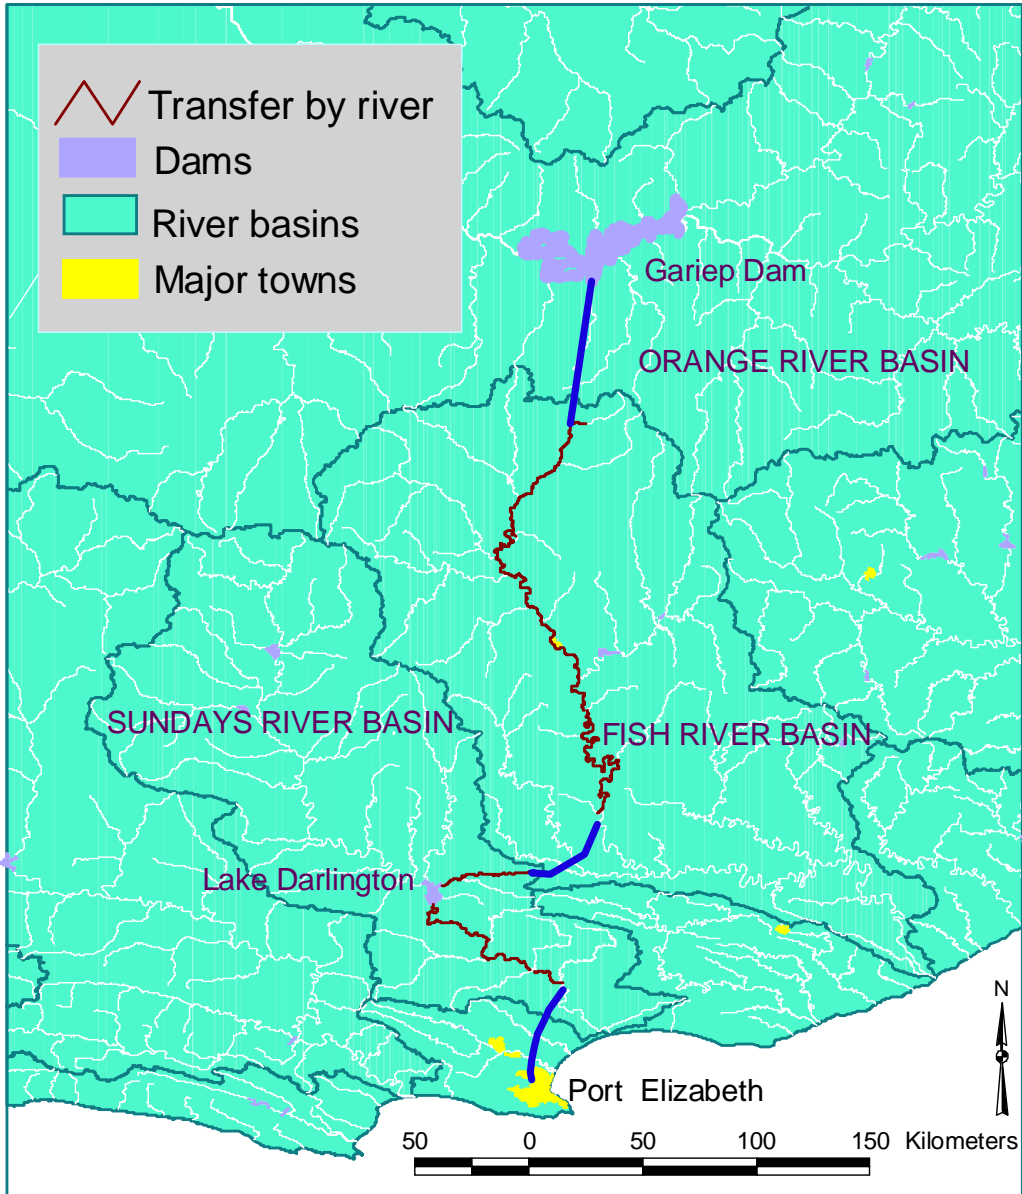 Transfer by river
Dams
River basins
Major towns
Gariep Dam
ORANGE RIVER BASIN
SUNDAYS RIVER BASIN
FISH RIVER BASIN
Lake Darlington
N
Port Elizabeth
50 0 50 100 150 Kilometers